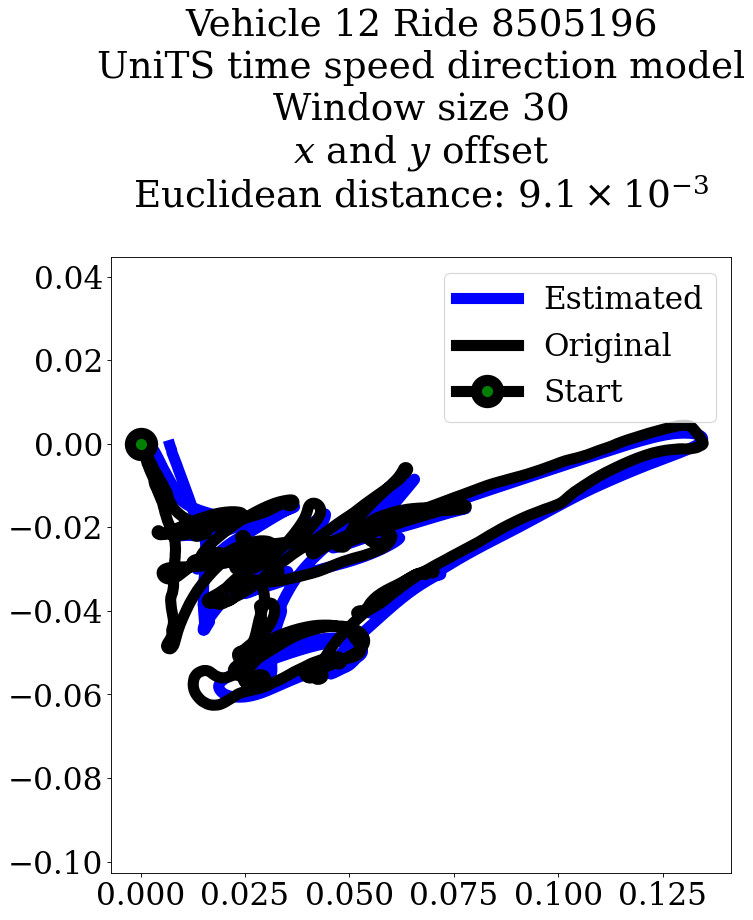 Vehicle 12 Ride 8505196
UniTS time speed direction model
Window size 30
x and y offset
Euclidean distance: 9.1 × 10⁻³
Estimated
Original
Start
0.04
0.02
0.00
−0.02
−0.04
−0.06
−0.08
−0.10
0.000 0.025 0.050 0.075 0.100 0.125